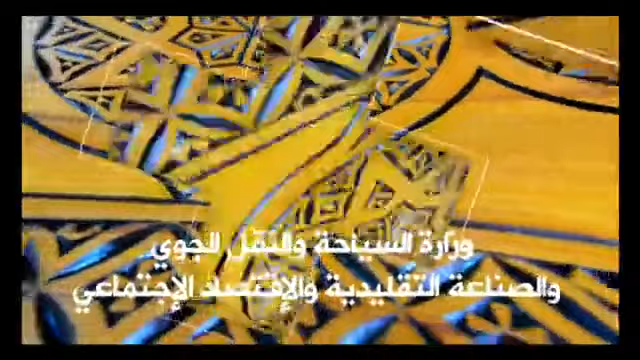 وزارة السياحة والنقل الجوي
والصناعة التقليدية والإقتصاد الإجتماعي